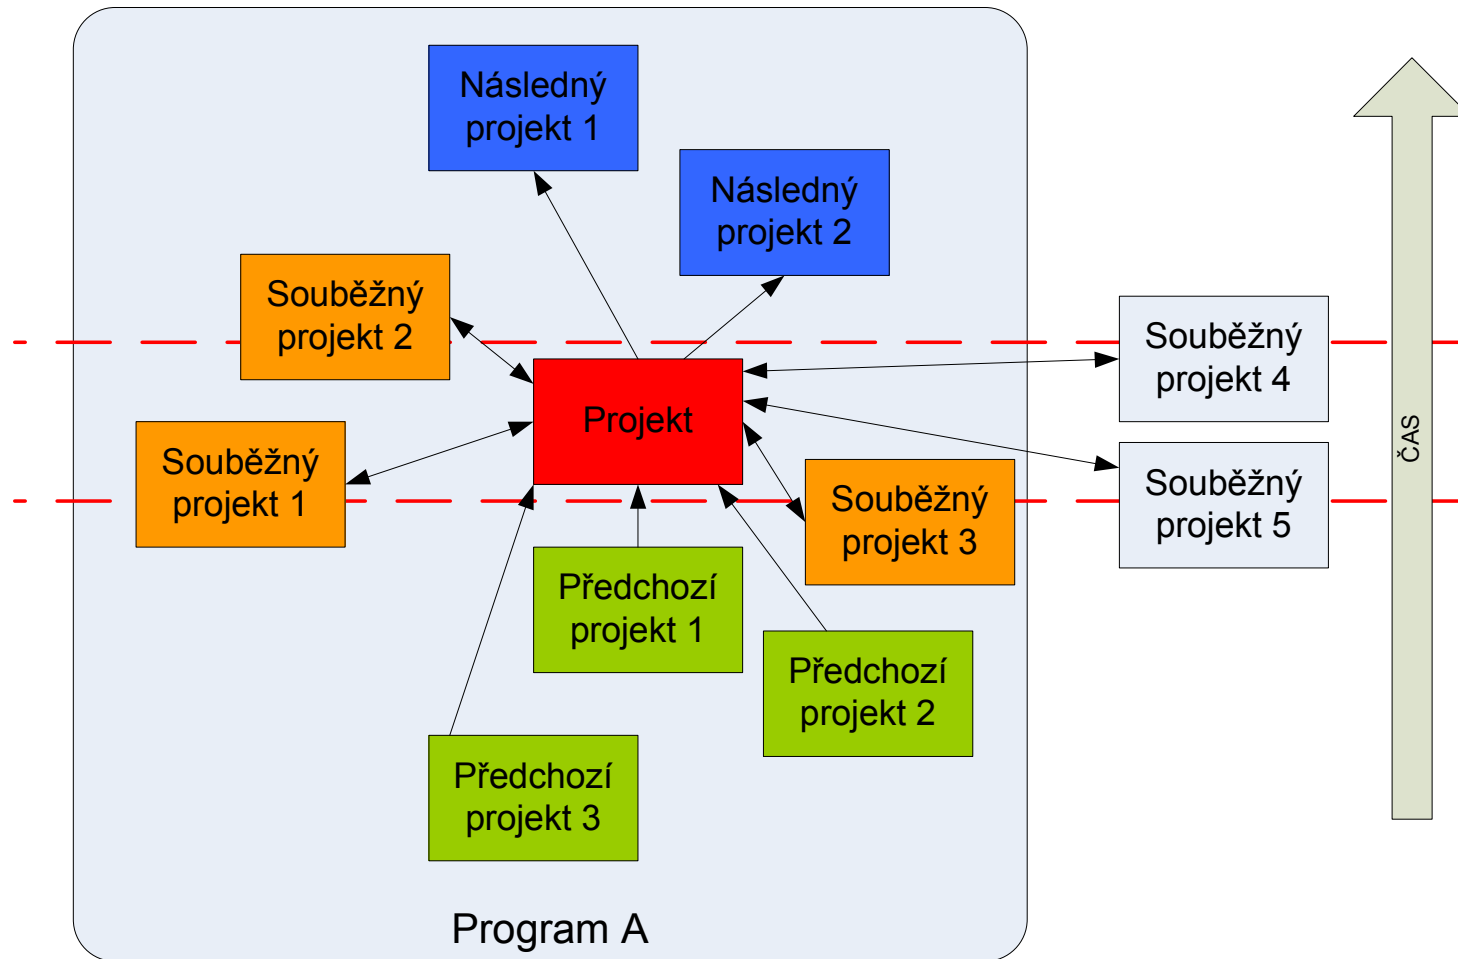 Následný
projekt 1
Následný
projekt 2
Souběžný
projekt 2
Souběžný
projekt 4
Projekt
Souběžný
projekt 1
Souběžný
projekt 3
Souběžný
projekt 5
ČAS
Předchozí
projekt 1
Předchozí
projekt 2
Předchozí
projekt 3
Program A